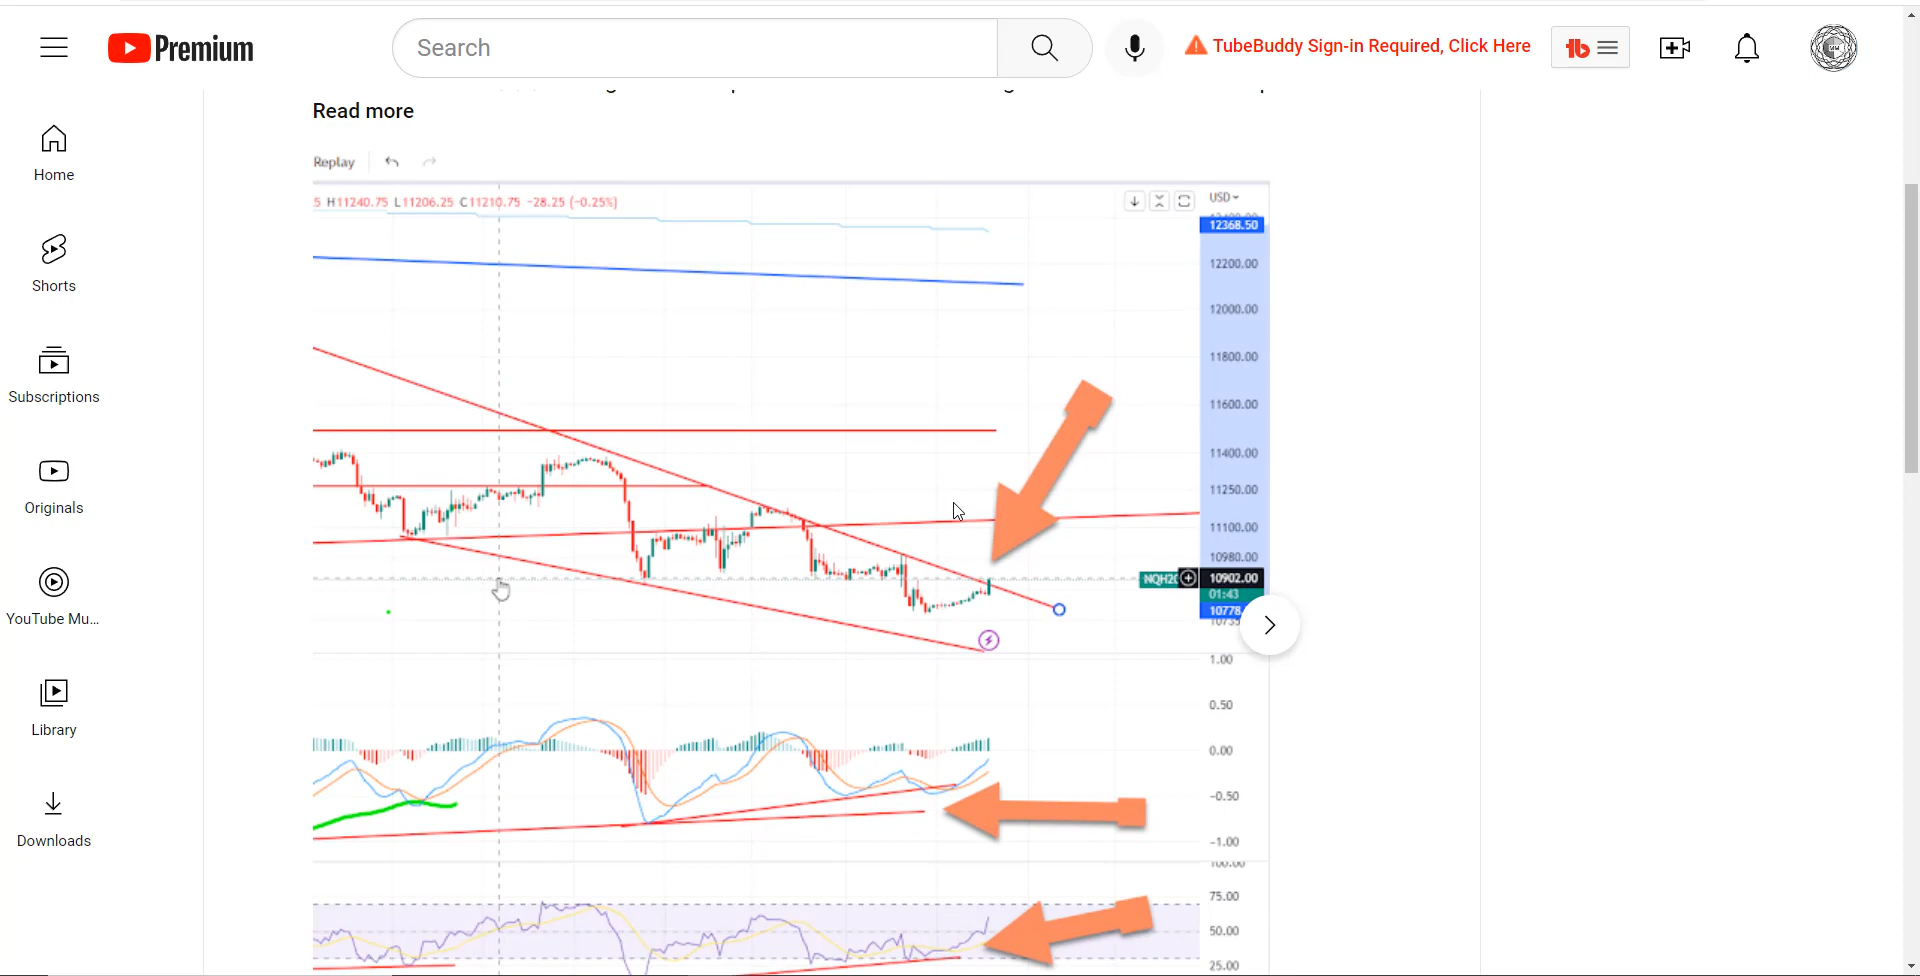 Premium
Search
TubeBuddy Sign-in Required, Click Here
tb
Read more
Home
Replay
5 H11240.75 L11206.25 C11210.75 -28.25 (-0.25%)
USD
12368.50
12200.00
Shorts
12000.00
11800.00
Subscriptions
11600.00
11400.00
11250.00
Originals
11100.00
10980.00
10902.00
01:43
10778.
YouTube Mu...
1.00
0.50
Library
0.00
-0.50
Downloads
-1.00
100.00
75.00
50.00
25.00